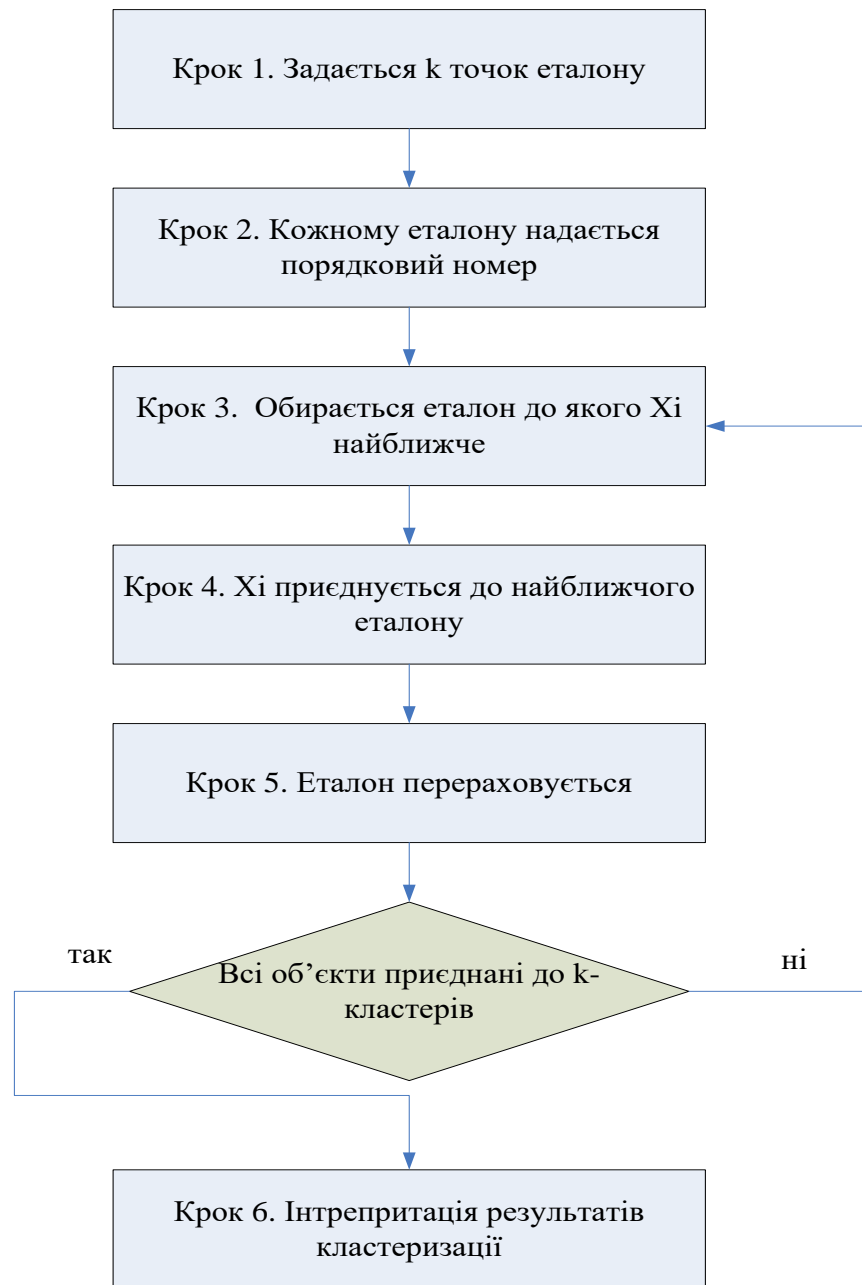 Крок 1. Задається k точок еталону
Крок 2. Кожному еталону надається
порядковий номер
Крок 3.  Обирається еталон до якого Хі
найближче
Крок 4. Хі приєднується до найближчого
еталону
Крок 5. Еталон перераховується
так
Всі об’єкти приєднані до k-
кластерів
ні
Крок 6. Інтрепритація результатів
кластеризації